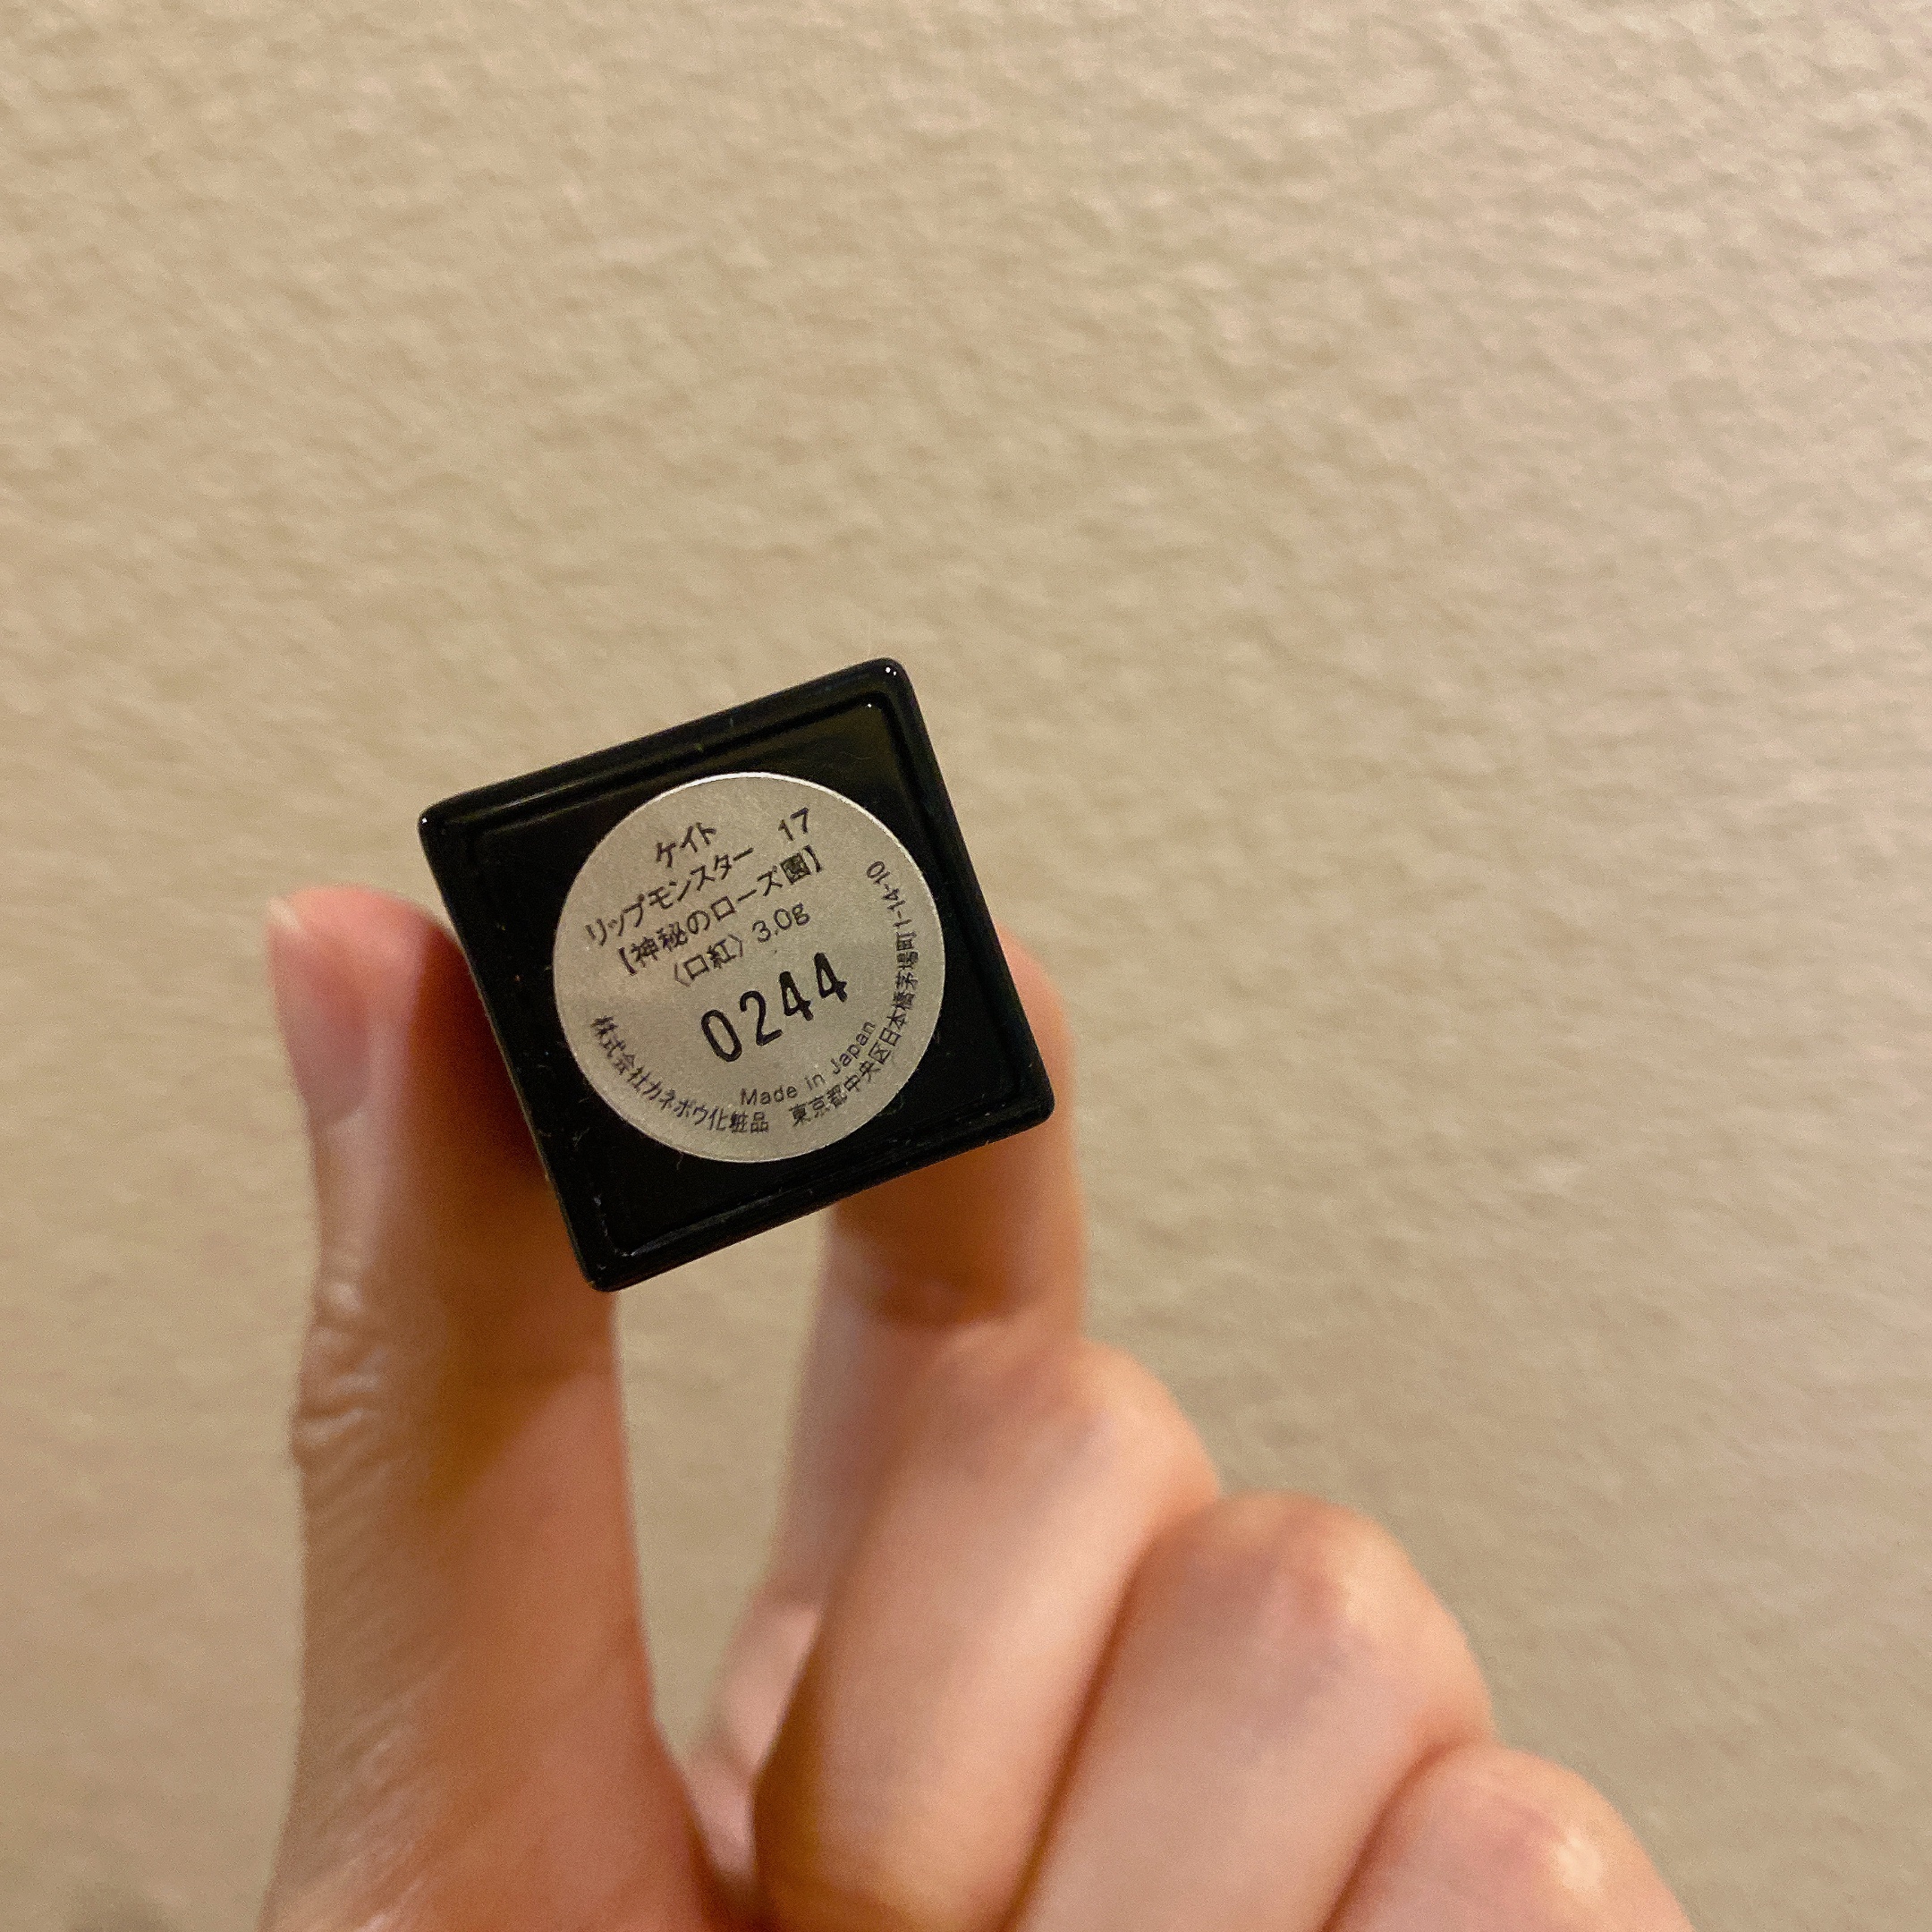 ケイト
リップモンスター 17
【神秘のローズ園】
〈口紅〉3.0g
0244
Made in Japan
株式会社カネボウ化粧品 東京都中央区日本橋茅場町1-14-10